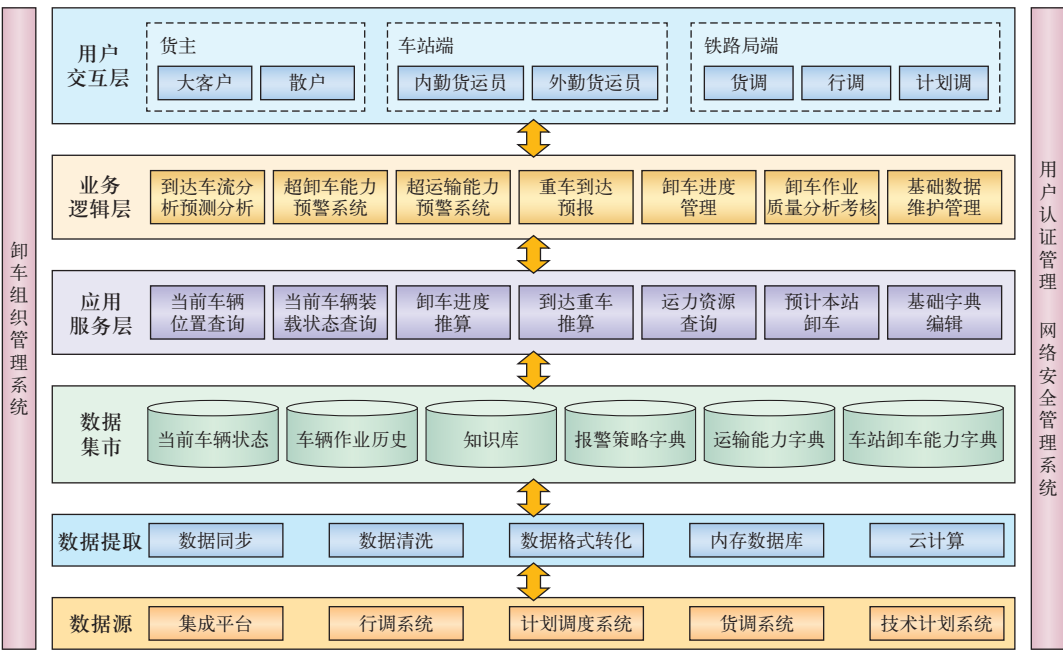 卸车组织管理系统
用户
交互层
货主
大客户
散户
车站端
内勤货运员
外勤货运员
铁路局端
货调
行调
计划调
业务
逻辑层
到达车流分
析预测分析
超卸车能力
预警系统
超运输能力
预警系统
重车到达
预报
卸车进度
管理
卸车作业
质量分析考核
基础数据
维护管理
应用
服务层
当前车辆
位置查询
当前车辆装
载状态查询
卸车进度
推算
到达重车
推算
运力资源
查询
预计本站
卸车
基础字典
编辑
数据
集市
当前车辆状态
车辆作业历史
知识库
报警策略字典
运输能力字典
车站卸车能力字典
数据提取
数据同步
数据清洗
数据格式转化
内存数据库
云计算
数据源
集成平台
行调系统
计划调度系统
货调系统
技术计划系统
用户认证管理 网络安全管理系统